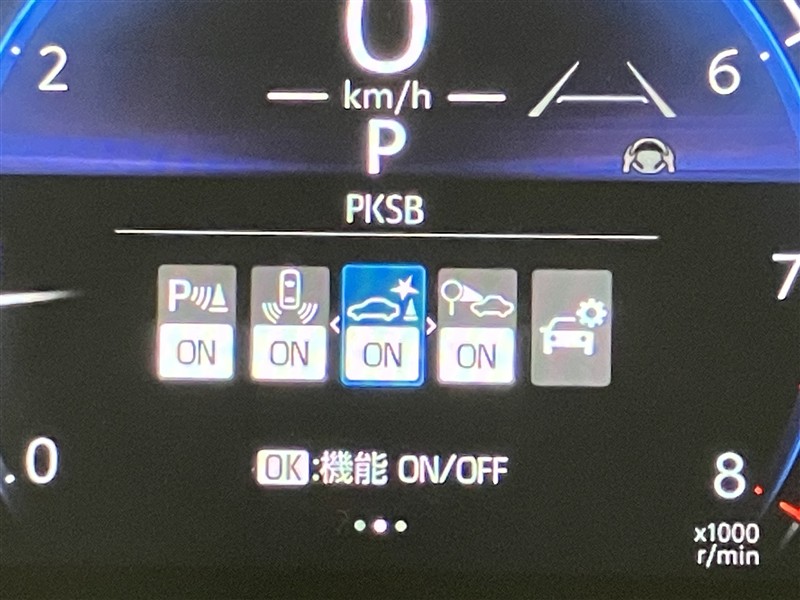 0
2
6
km/h
P
PKSB
7
P
ON
ON
ON
ON
0
OK:機能 ON/OFF
8
x1000
r/min